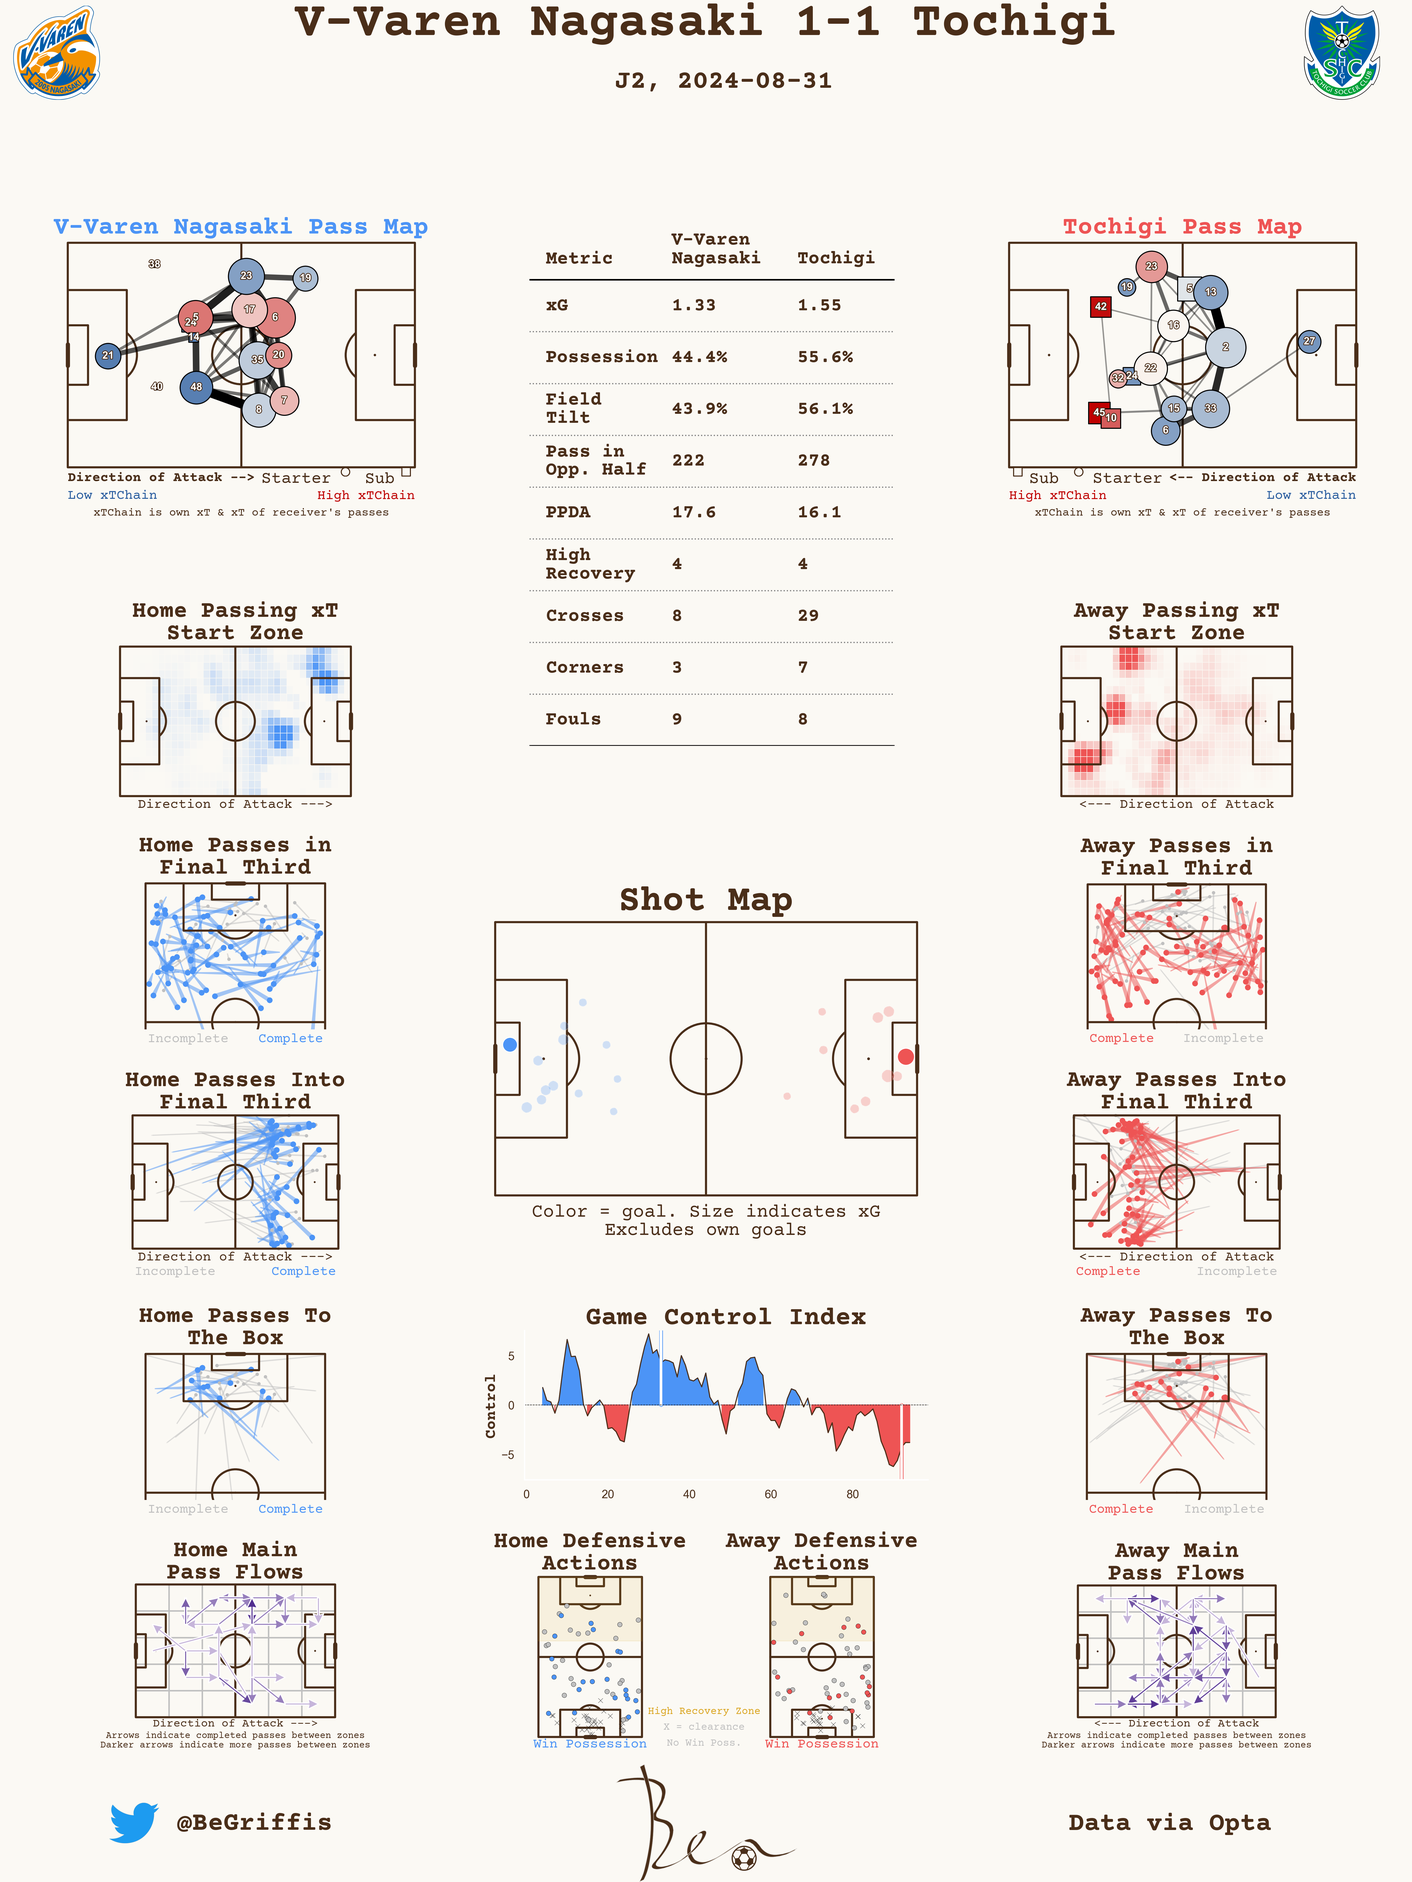 V-Varen Nagasaki 1-1 Tochigi
J2, 2024-08-31
V-VAREN
2005 NAGASAKI
TOCHIGI
SC
TOCHIGI SOCCER CLUB
V-Varen Nagasaki Pass Map
38
23
19
17
5
6
24
14
21
35
20
40
48
7
8
Direction of Attack --> Starter Sub
Low xTChain High xTChain
xTChain is own xT & xT of receiver's passes
Metric V-Varen Nagasaki Tochigi
xG 1.33 1.55
Possession 44.4% 55.6%
Field Tilt 43.9% 56.1%
Pass in Opp. Half 222 278
PPDA 17.6 16.1
High Recovery 4 4
Crosses 8 29
Corners 3 7
Fouls 9 8
Tochigi Pass Map
23
19
5
13
42
16
27
2
22
32
24
45
10
15
33
6
Sub Starter <-- Direction of Attack
High xTChain Low xTChain
xTChain is own xT & xT of receiver's passes
Home Passing xT
Start Zone
Direction of Attack --->
Away Passing xT
Start Zone
<--- Direction of Attack
Home Passes in
Final Third
Incomplete Complete
Away Passes in
Final Third
Complete Incomplete
Shot Map
Color = goal. Size indicates xG
Excludes own goals
Home Passes Into
Final Third
Direction of Attack --->
Incomplete Complete
Away Passes Into
Final Third
<--- Direction of Attack
Complete Incomplete
Home Passes To
The Box
Incomplete Complete
Game Control Index
Control
5
0
−5
0 20 40 60 80
Away Passes To
The Box
Complete Incomplete
Home Main
Pass Flows
Direction of Attack --->
Arrows indicate completed passes between zones
Darker arrows indicate more passes between zones
Home Defensive
Actions
Win Possession
High Recovery Zone
X = clearance
No Win Poss.
Away Defensive
Actions
Win Possession
Away Main
Pass Flows
<--- Direction of Attack
Arrows indicate completed passes between zones
Darker arrows indicate more passes between zones
@BeGriffis
Ben
Data via Opta